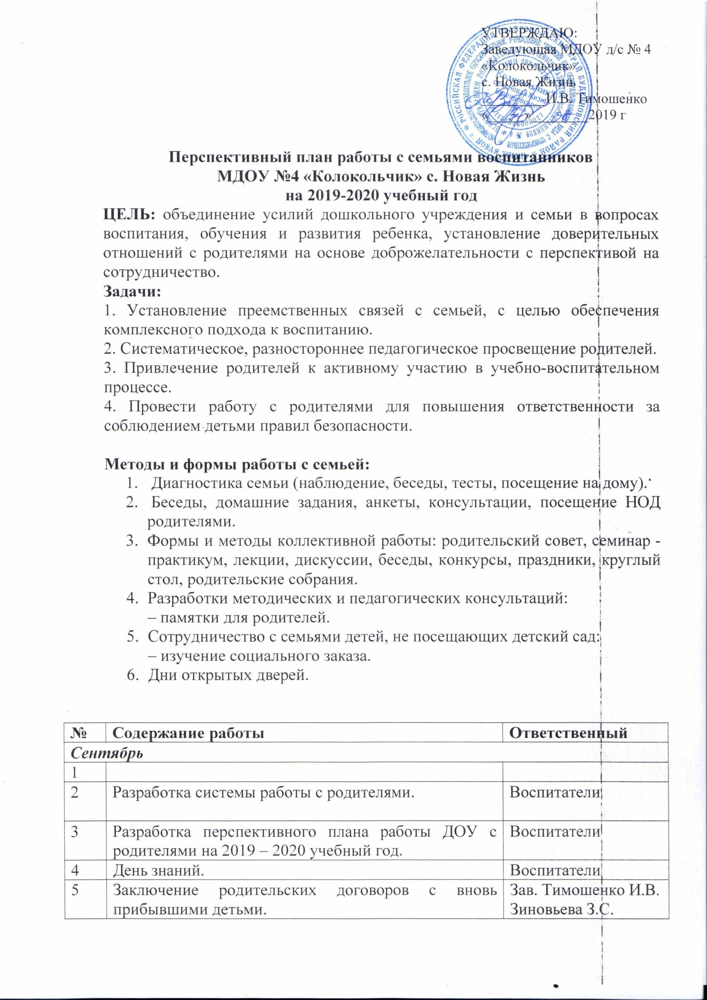 УТВЕРЖДАЮ:
Заведующая МДОУ д/с № 4
«Колокольчик»
с. Новая Жизнь
И.В. Тимошенко
«____»________2019 г
Перспективный план работы с семьями воспитанников
МДОУ №4 «Колокольчик» с. Новая Жизнь
на 2019-2020 учебный год
ЦЕЛЬ: объединение усилий дошкольного учреждения и семьи в вопросах
воспитания, обучения и развития ребенка, установление доверительных
отношений с родителями на основе доброжелательности с перспективой на
сотрудничество.
Задачи:
1. Установление преемственных связей с семьей, с целью обеспечения
комплексного подхода к воспитанию.
2. Систематическое, разностороннее педагогическое просвещение родителей.
3. Привлечение родителей к активному участию в учебно-воспитательном
процессе.
4. Провести работу с родителями для повышения ответственности за
соблюдением детьми правил безопасности.
Методы и формы работы с семьей:
1. Диагностика семьи (наблюдение, беседы, тесты, посещение на дому).
2. Беседы, домашние задания, анкеты, консультации, посещение НОД
родителями.
3. Формы и методы коллективной работы: родительский совет, семинар -
практикум, лекции, дискуссии, беседы, конкурсы, праздники, круглый
стол, родительские собрания.
4. Разработки методических и педагогических консультаций:
– памятки для родителей.
5. Сотрудничество с семьями детей, не посещающих детский сад:
– изучение социального заказа.
6. Дни открытых дверей.
№ Содержание работы Ответственный
Сентябрь
1
2 Разработка системы работы с родителями. Воспитатели
3 Разработка перспективного плана работы ДОУ с Воспитатели
родителями на 2019 – 2020 учебный год.
4 День знаний. Воспитатели
5 Заключение родительских договоров с вновь Зав. Тимошенко И.В.
прибывшими детьми. Зиновьева З.С.
РОССИЙСКАЯ ФЕДЕРАЦИЯ СТАВРОПОЛЬСКИЙ КРАЙ БУДЕННОВСКИЙ РАЙОН
с. НОВАЯ ЖИЗНЬ